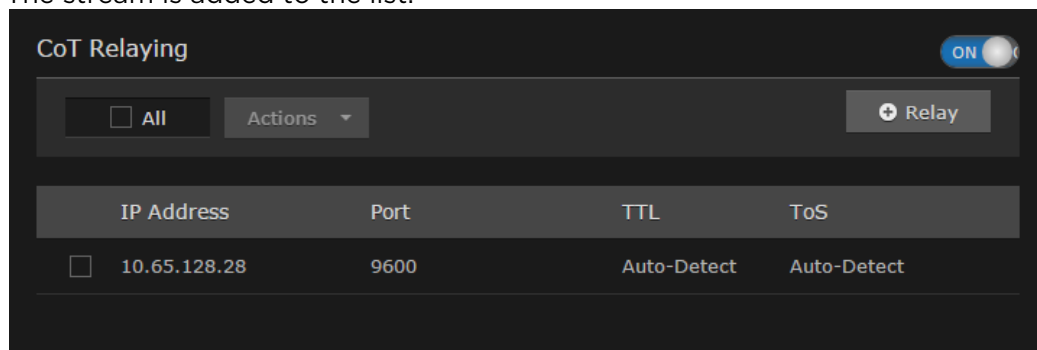 The stream is added to the list.
CoT Relaying ON
All Actions Relay
IP Address Port TTL ToS
10.65.128.28 9600 Auto-Detect Auto-Detect